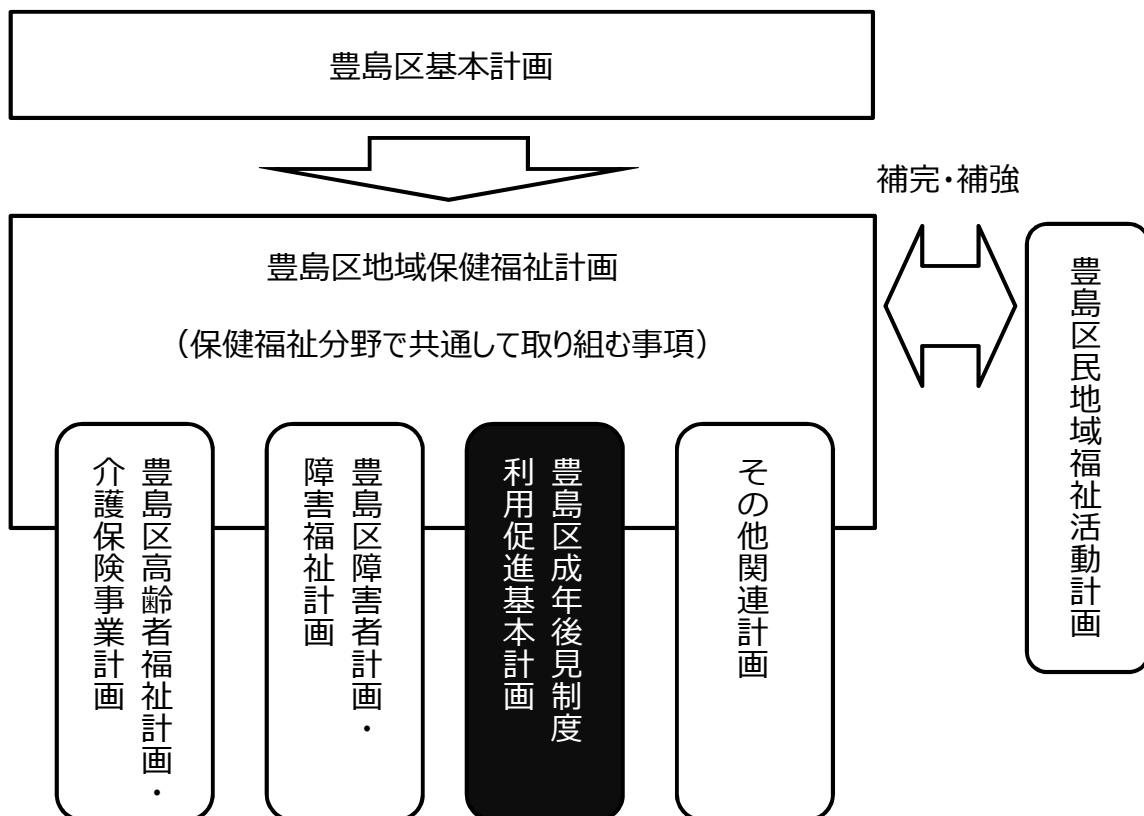 豊島区基本計画
補完・補強
豊島区地域保健福祉計画
（保健福祉分野で共通して取り組む事項）
豊島区民地域福祉活動計画
豊島区高齢者福祉計画・
介護保険事業計画
豊島区障害者計画・
障害福祉計画
豊島区成年後見制度
利用促進基本計画
その他関連計画